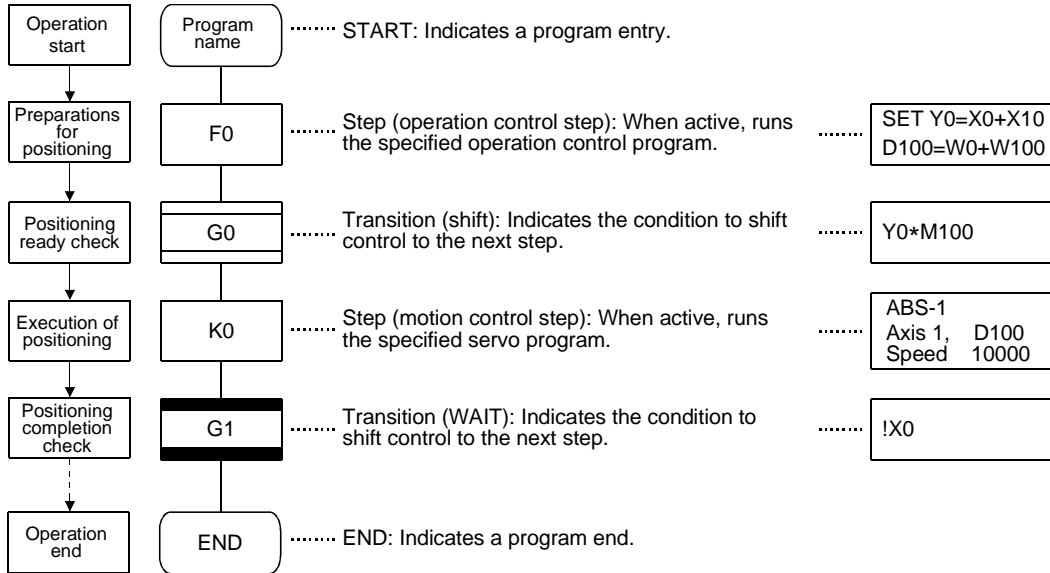 Operation
start
Program
name
START: Indicates a program entry.
Preparations
for
positioning
F0
Step (operation control step): When active, runs
the specified operation control program.
SET Y0=X0+X10
D100=W0+W100
Positioning
ready check
G0
Transition (shift): Indicates the condition to shift
control to the next step.
Y0*M100
Execution of
positioning
K0
Step (motion control step): When active, runs
the specified servo program.
ABS-1
Axis 1, D100
Speed 10000
Positioning
completion
check
G1
Transition (WAIT): Indicates the condition to
shift control to the next step.
!X0
Operation
end
END
END: Indicates a program end.